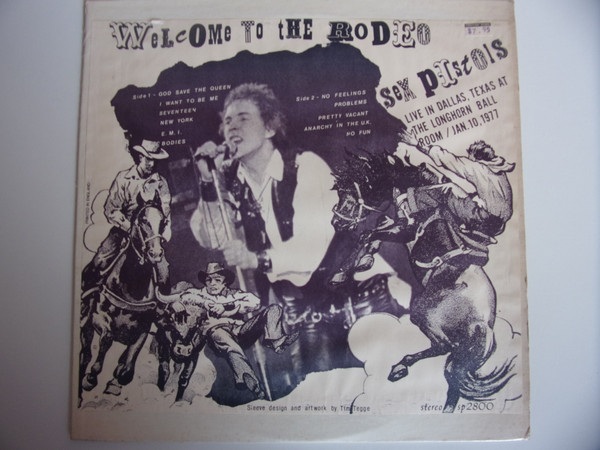 Welcome To tHE RODEO
$7.95
sex pistols
LIVE IN DALLAS, TEXAS AT
THE LONGHORN BALL
ROOM / JAN.10,1977
Side 1 - GOD SAVE THE QUEEN
I WANT TO BE ME
SEVENTEEN
NEW YORK
E.M.I.
BODIES
Side 2 - NO FEELINGS
PROBLEMS
PRETTY VACANT
ANARCHY IN THE U.K.
NO FUN
Sleeve design and artwork by Tim Tegge
stereo sp2800